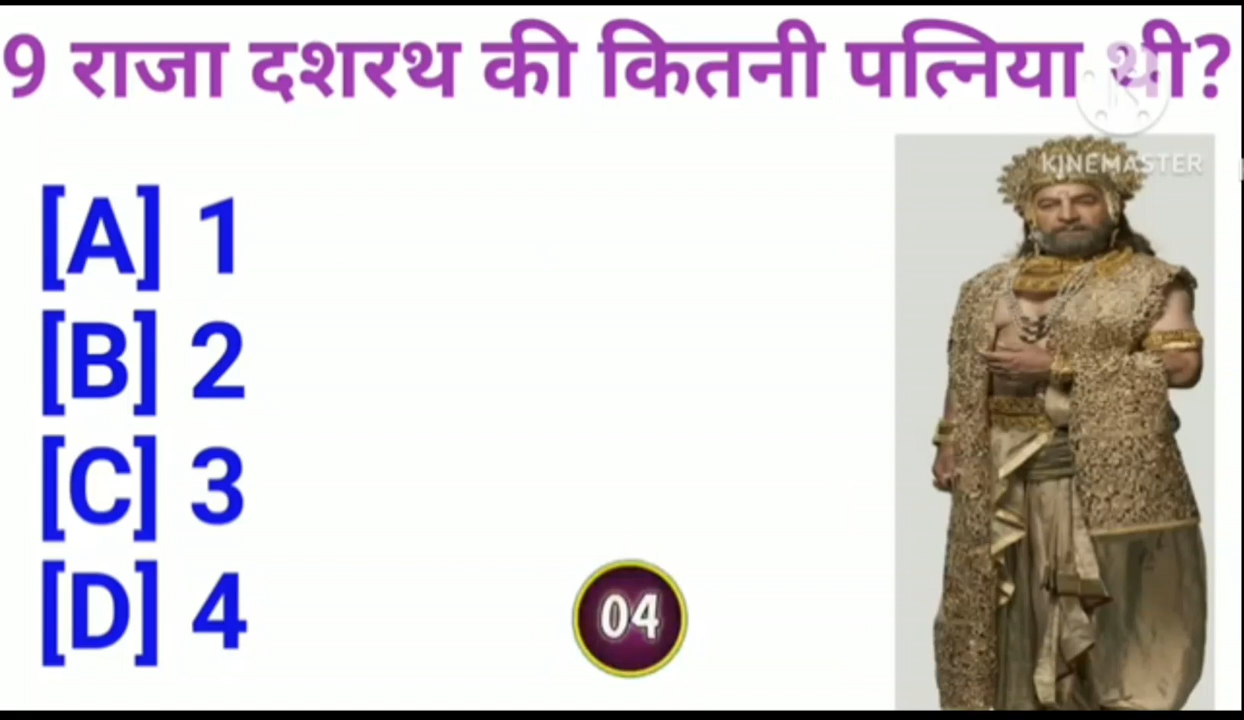 9 राजा दशरथ की कितनी पत्निया थी?
KINEMASTER
[A] 1
[B] 2
[C] 3
[D] 4
04